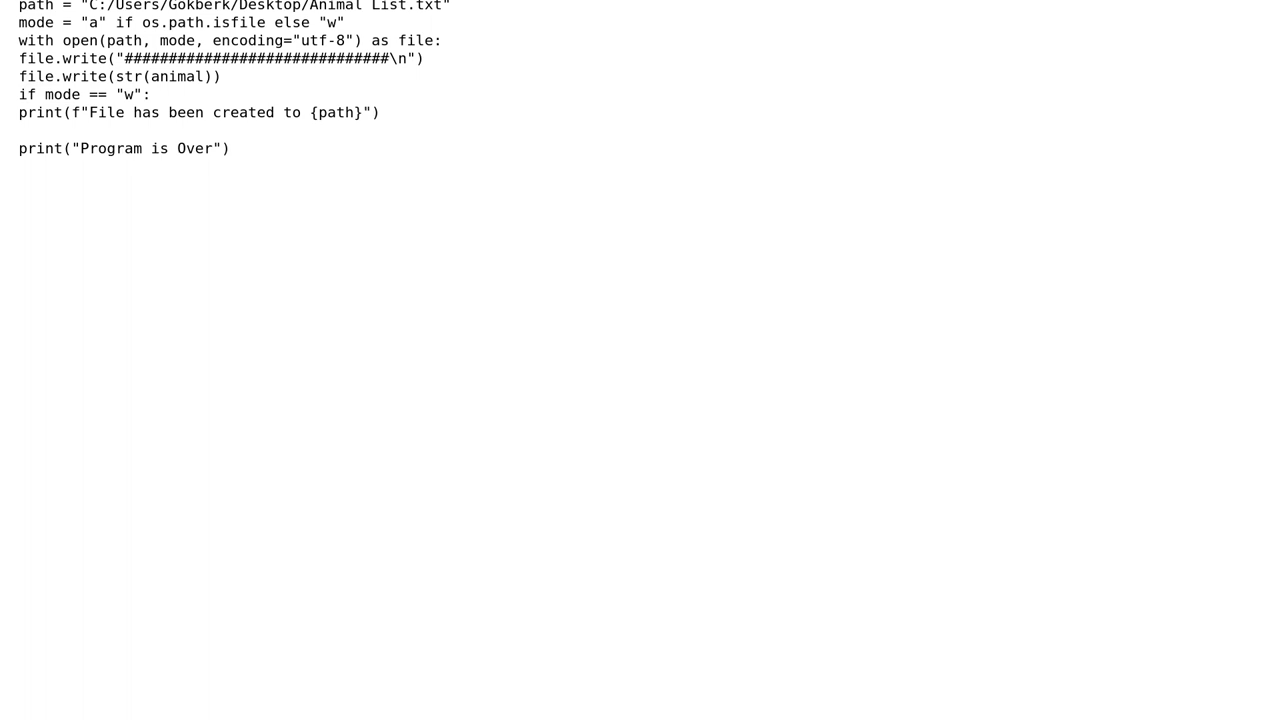 path = "C:/Users/Gokberk/Desktop/Animal List.txt"
mode = "a" if os.path.isfile else "w"
with open(path, mode, encoding="utf-8") as file:
file.write("##############################\n")
file.write(str(animal))
if mode == "w":
print(f"File has been created to {path}")
print("Program is Over")